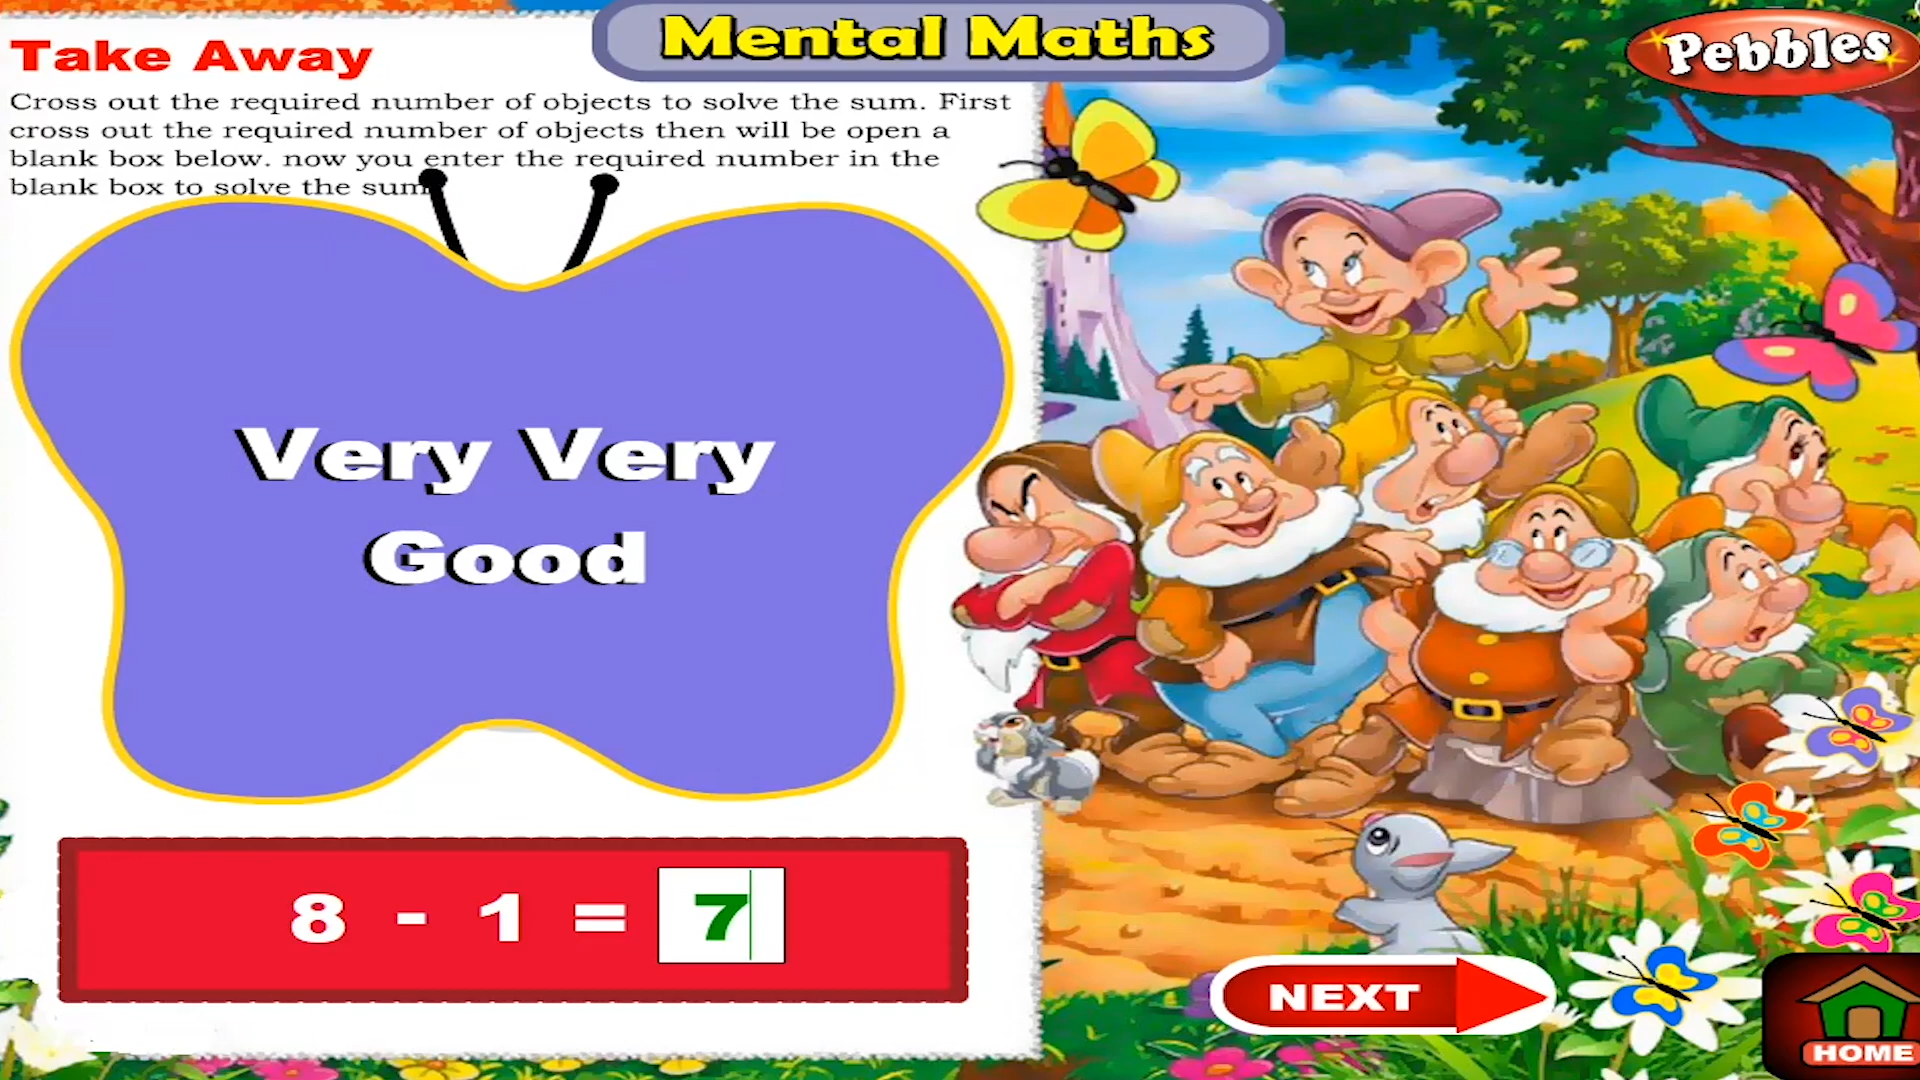 Mental Maths
Pebbles
Take Away
Cross out the required number of objects to solve the sum. First
cross out the required number of objects then will be open a
blank box below. now you enter the required number in the
blank box to solve the sum
Very Very
Good
8 - 1 = 7
NEXT
HOME